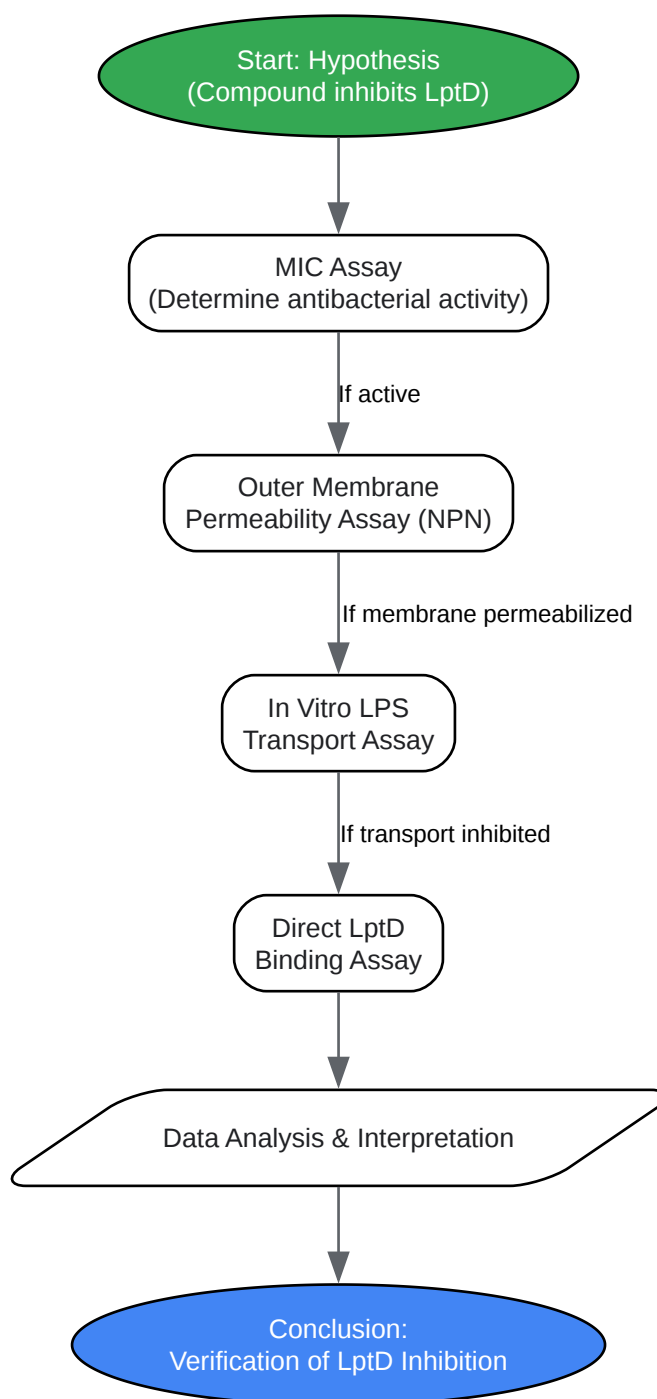 Start: Hypothesis
(Compound inhibits LptD)
MIC Assay
(Determine antibacterial activity)
If active
Outer Membrane
Permeability Assay (NPN)
If membrane permeabilized
In Vitro LPS
Transport Assay
If transport inhibited
Direct LptD
Binding Assay
Data Analysis & Interpretation
Conclusion:
Verification of LptD Inhibition